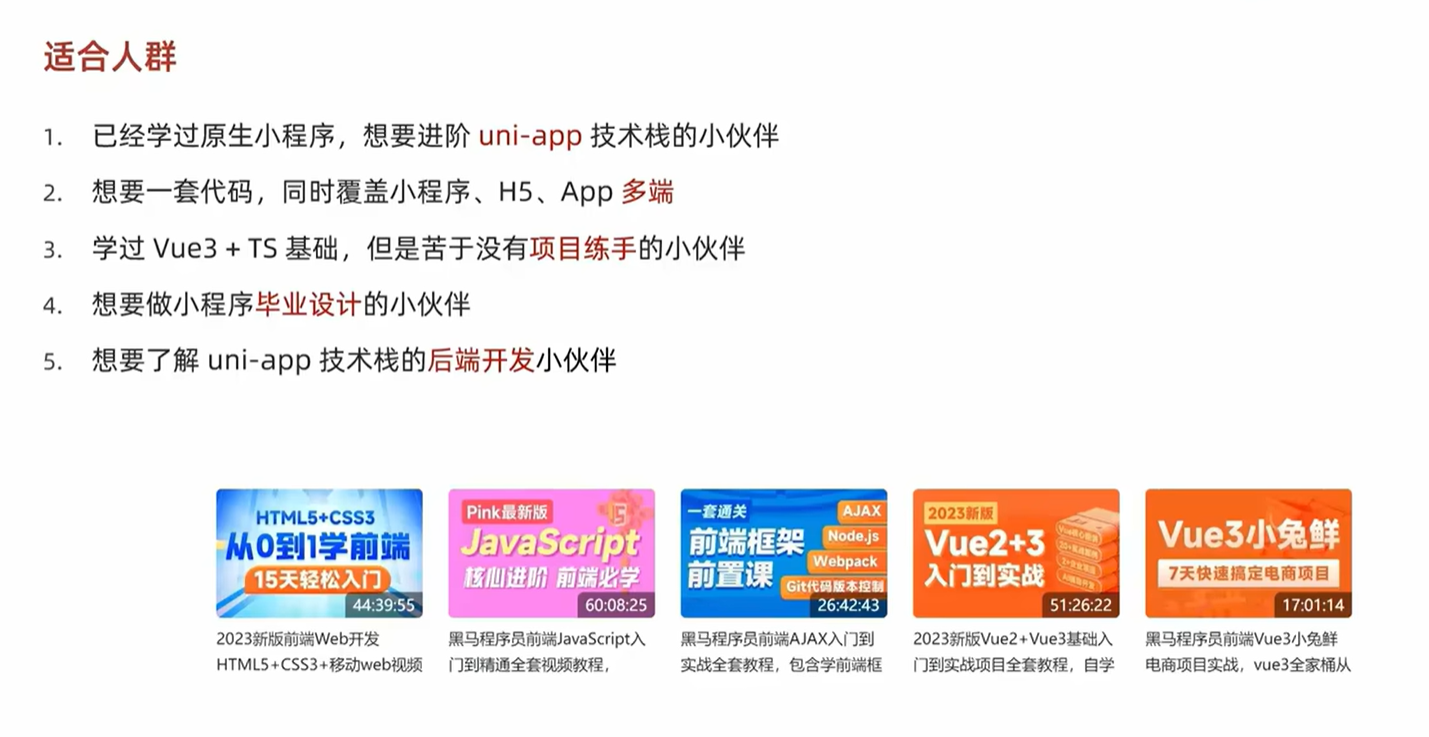 适合人群
1. 已经学过原生小程序，想要进阶 uni-app 技术栈的小伙伴
2. 想要一套代码，同时覆盖小程序、H5、App 多端
3. 学过 Vue3 + TS 基础，但是苦于没有项目练手的小伙伴
4. 想要做小程序毕业设计的小伙伴
5. 想要了解 uni-app 技术栈的后端开发小伙伴
HTML5+CSS3
从0到1学前端
15天轻松入门
44:39:55
2023新版前端Web开发
HTML5+CSS3+移动web视频
Pink最新版
JavaScript
核心进阶 前端必学
60:08:25
黑马程序员前端JavaScript入
门到精通全套视频教程，
一套通关
前端框架
前置课
AJAX
Node.js
Webpack
Git代码版本控制
26:42:43
黑马程序员前端AJAX入门到
实战全套教程，包含学前端框
2023新版
Vue2+3
入门到实战
51:26:22
2023新版Vue2+Vue3基础入
门到实战项目全套教程，自学
Vue3小兔鲜
7天快速搞定电商项目
17:01:14
黑马程序员前端Vue3小兔鲜
电商项目实战，vue3全家桶从